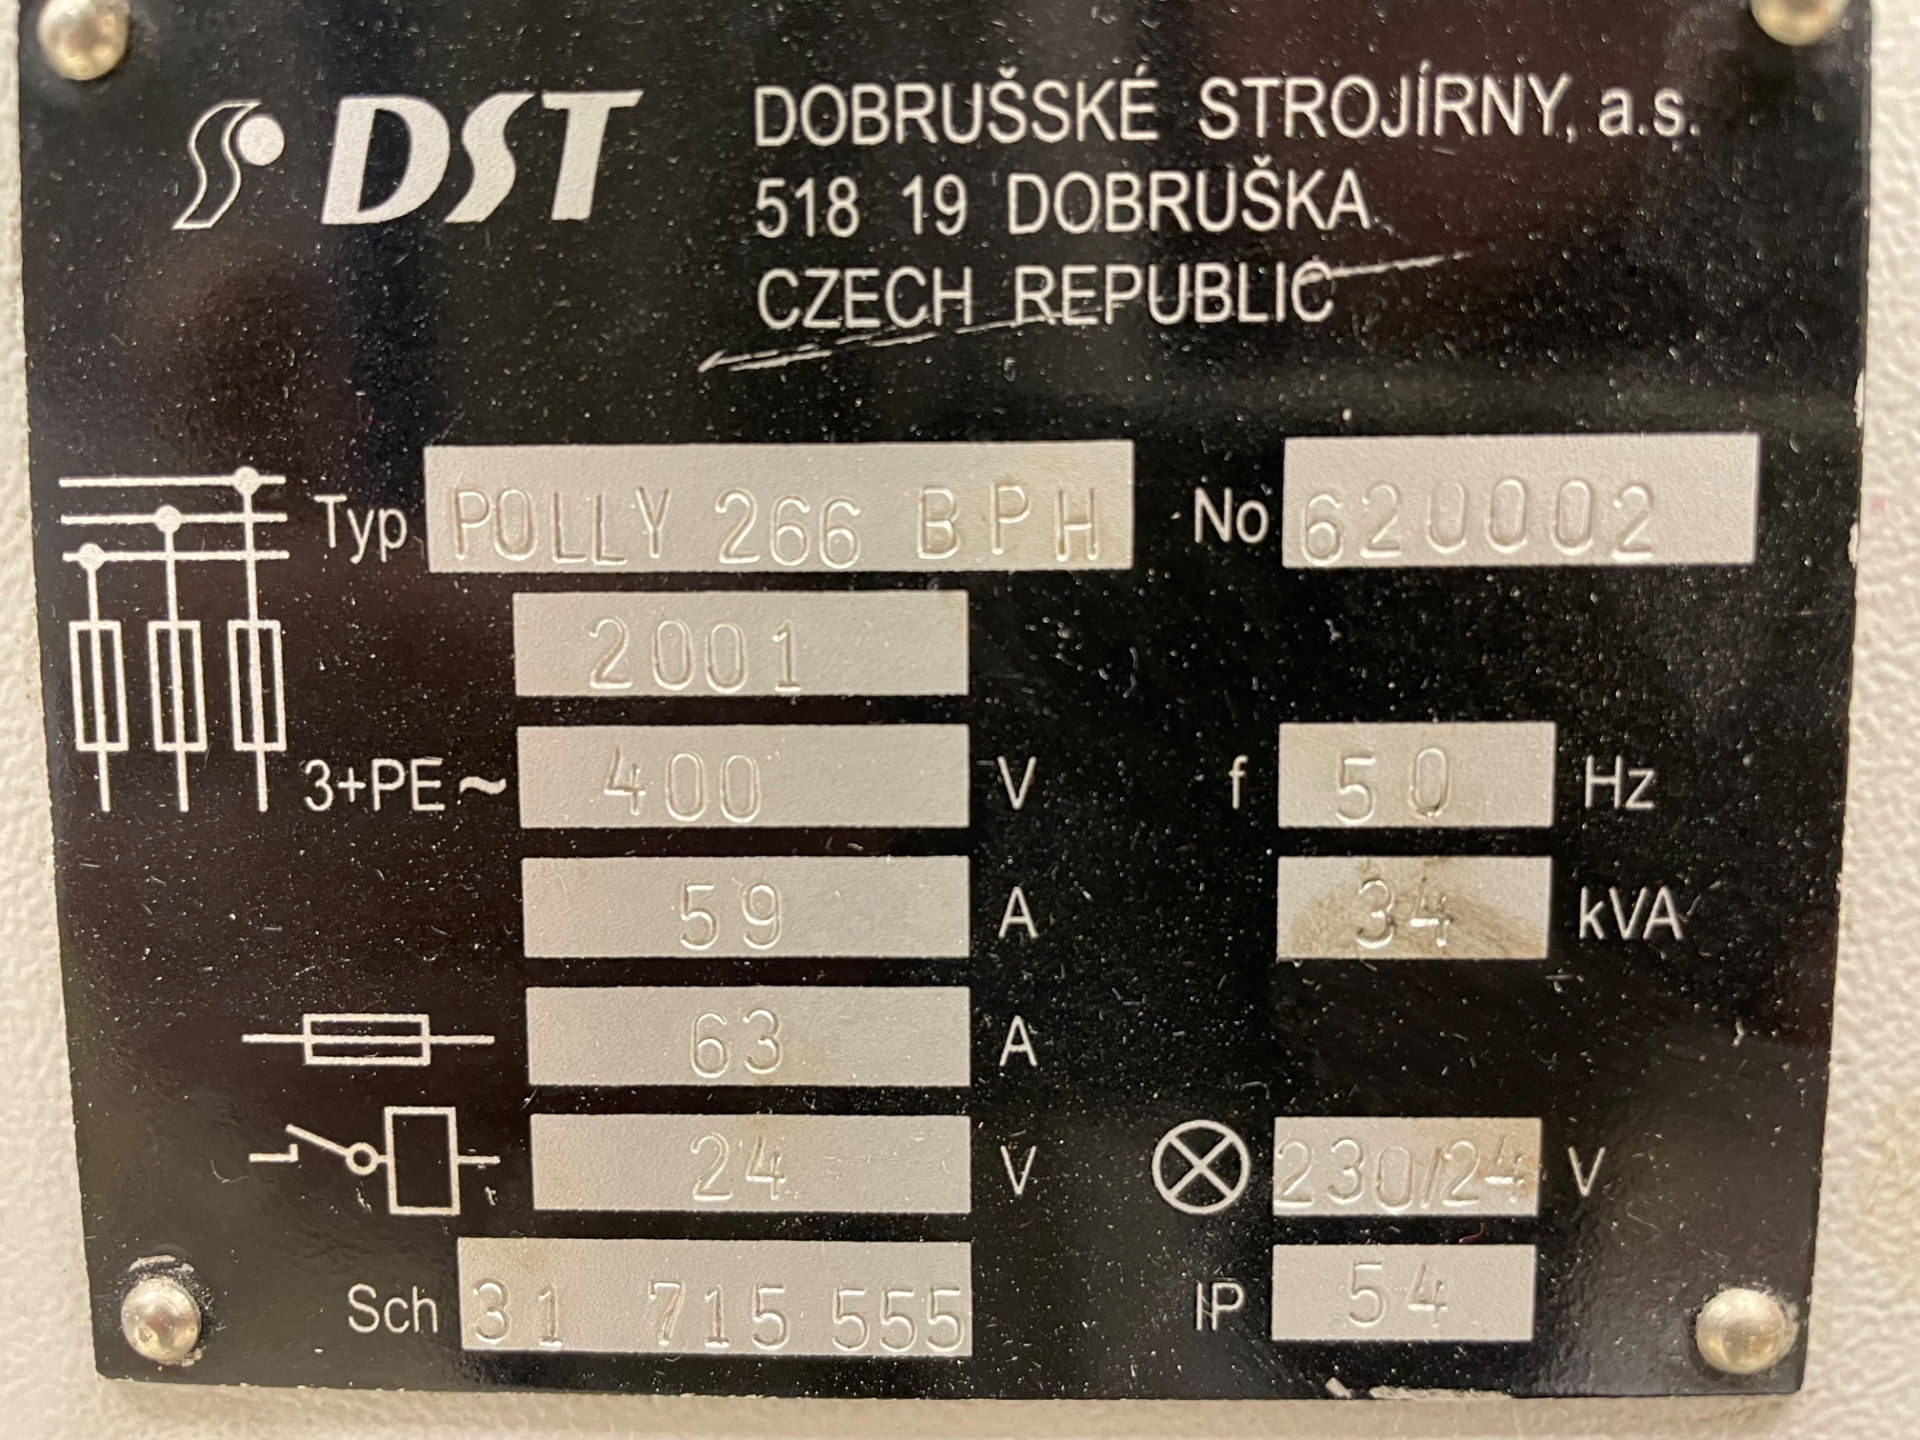 DST
DOBRUŠSKÉ STROJÍRNY, a.s.
518 19 DOBRUŠKA
CZECH REPUBLIC
Typ POLLY 266 BPH No 620002
2001
3+PE~ 400 V f 50 Hz
59 A 34 kVA
63 A
24 V 230/24 V
Sch 31 715 555 IP 54